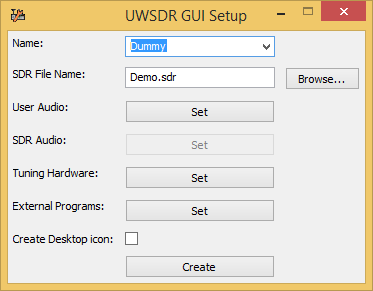 UWSDR GUI Setup
Name: Dummy
SDR File Name: Demo.sdr Browse...
User Audio: Set
SDR Audio: Set
Tuning Hardware: Set
External Programs: Set
Create Desktop icon:
Create